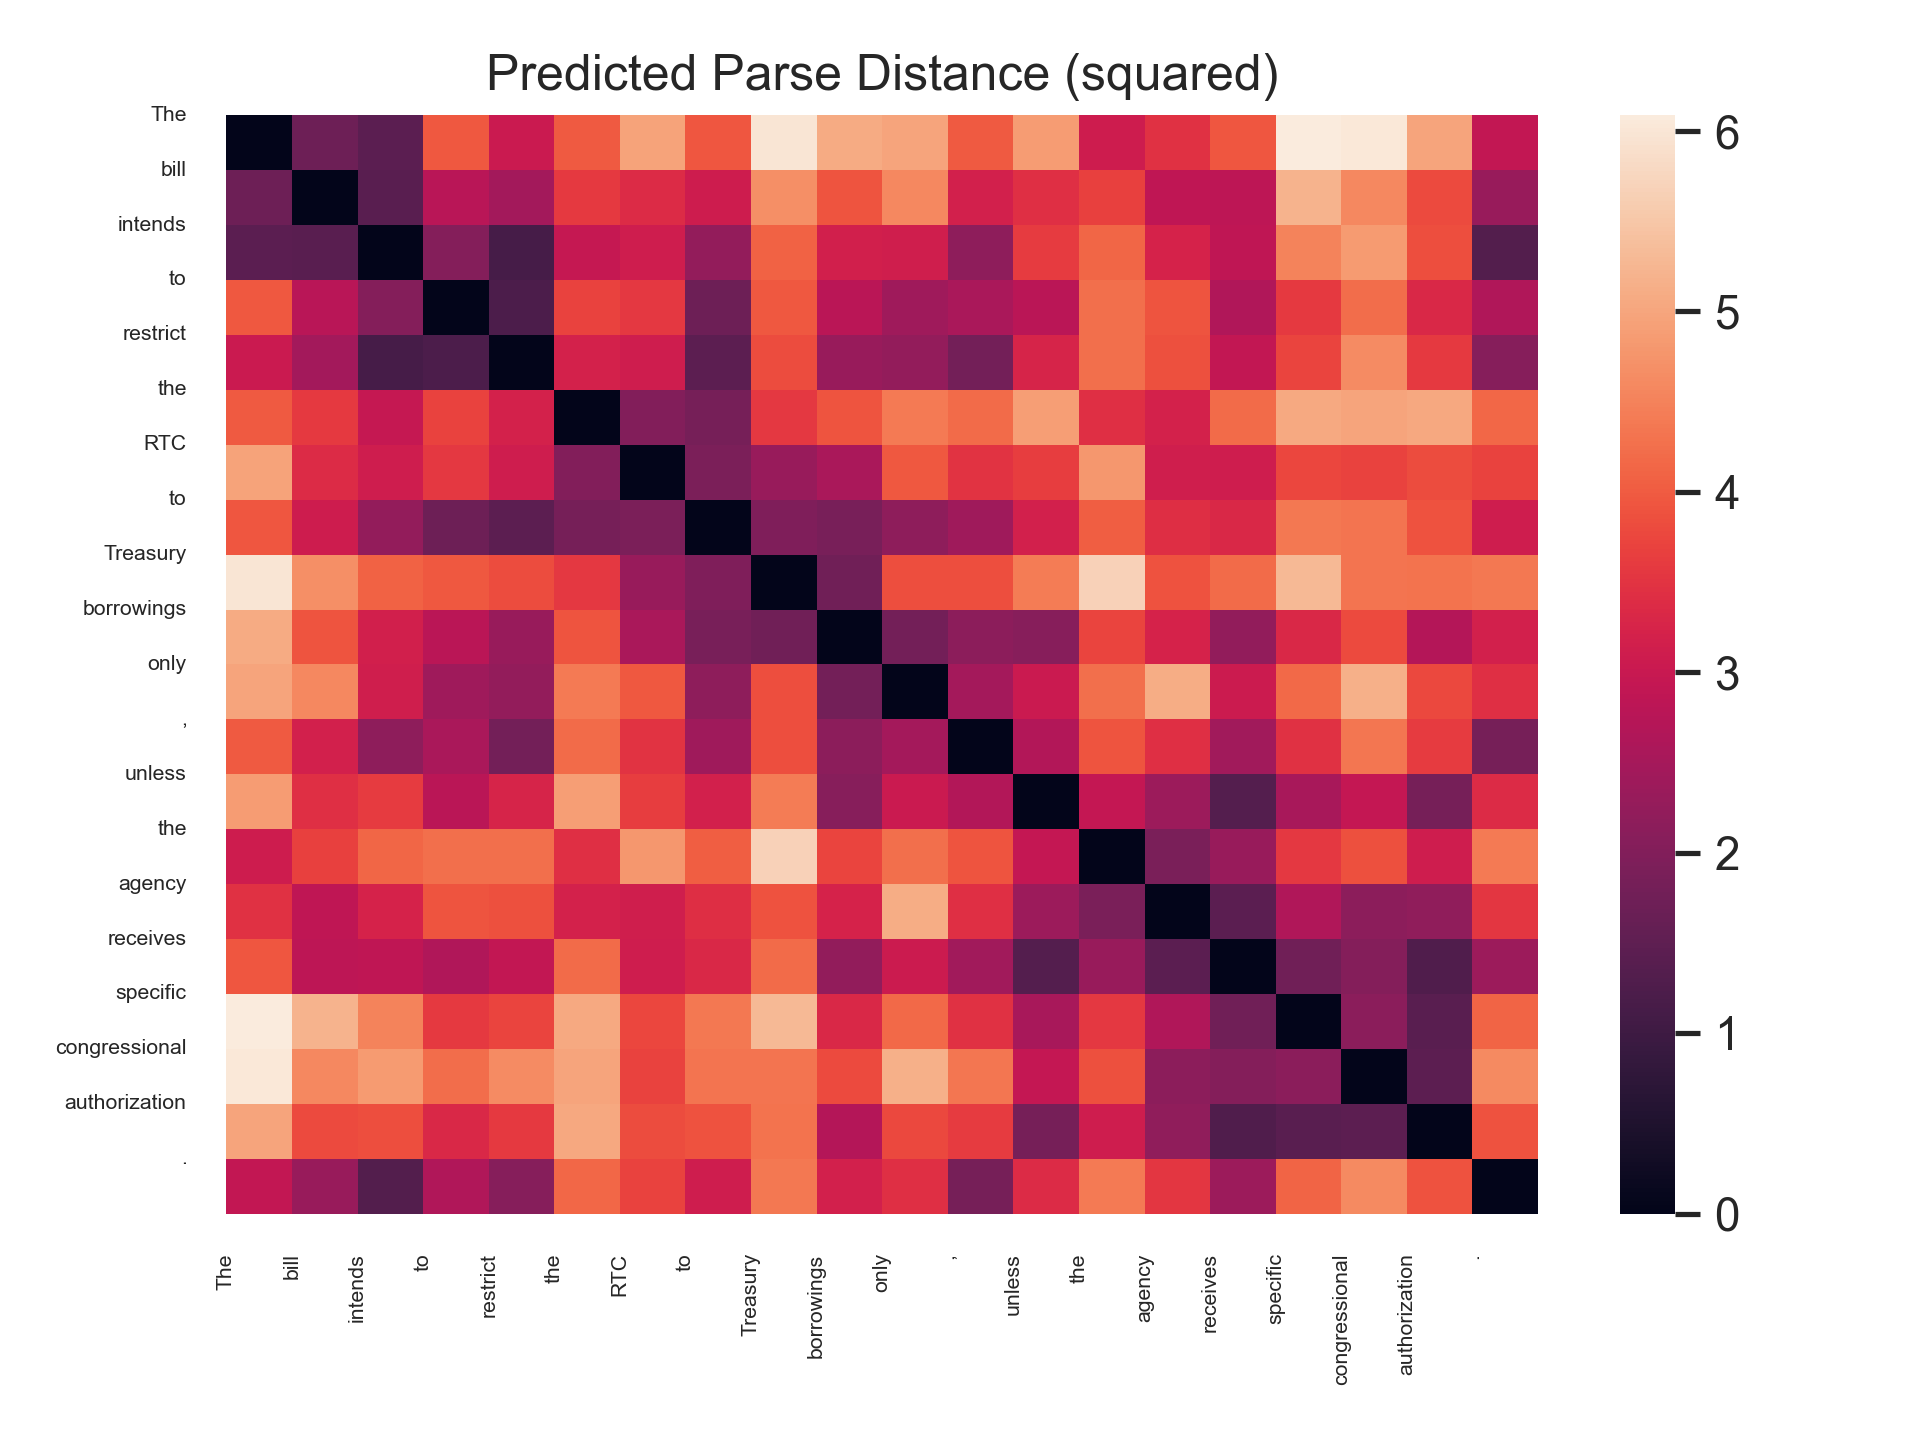 Predicted Parse Distance (squared)
The
bill
intends
to
restrict
the
RTC
to
Treasury
borrowings
only
,
unless
the
agency
receives
specific
congressional
authorization
.
6
5
4
3
2
1
0
The
bill
intends
to
restrict
the
RTC
to
Treasury
borrowings
only
,
unless
the
agency
receives
specific
congressional
authorization
.